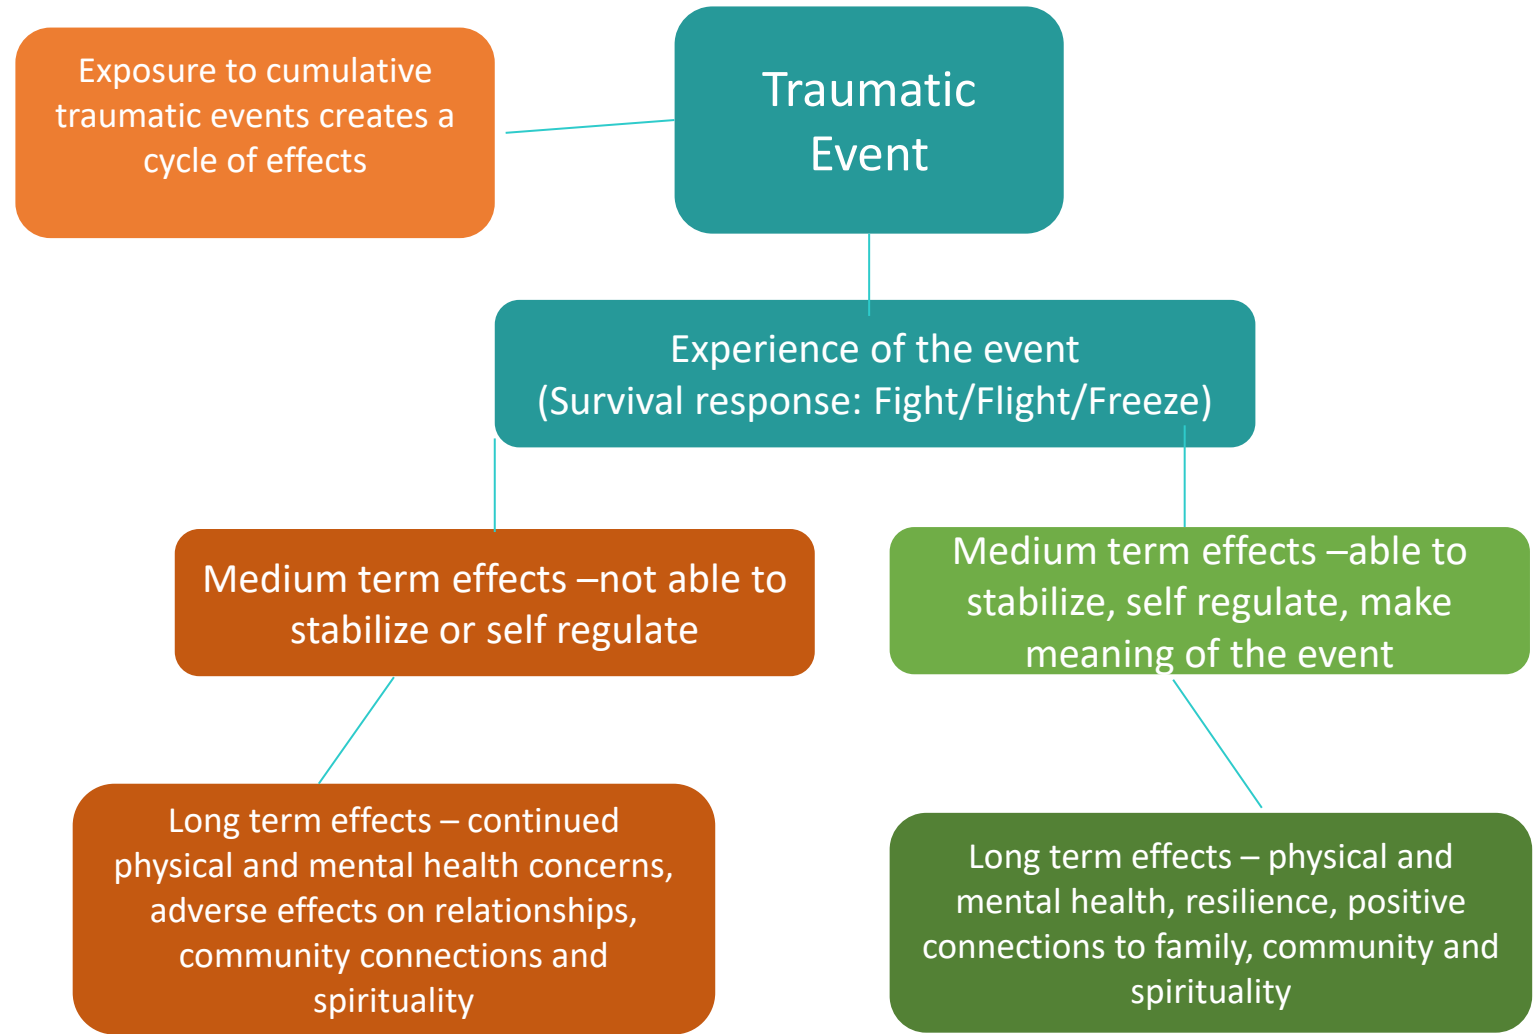 Exposure to cumulative
traumatic events creates a
cycle of effects
Traumatic
Event
Experience of the event
(Survival response: Fight/Flight/Freeze)
Medium term effects –not able to
stabilize or self regulate
Medium term effects –able to
stabilize, self regulate, make
meaning of the event
Long term effects – continued
physical and mental health concerns,
adverse effects on relationships,
community connections and
spirituality
Long term effects – physical and
mental health, resilience, positive
connections to family, community and
spirituality